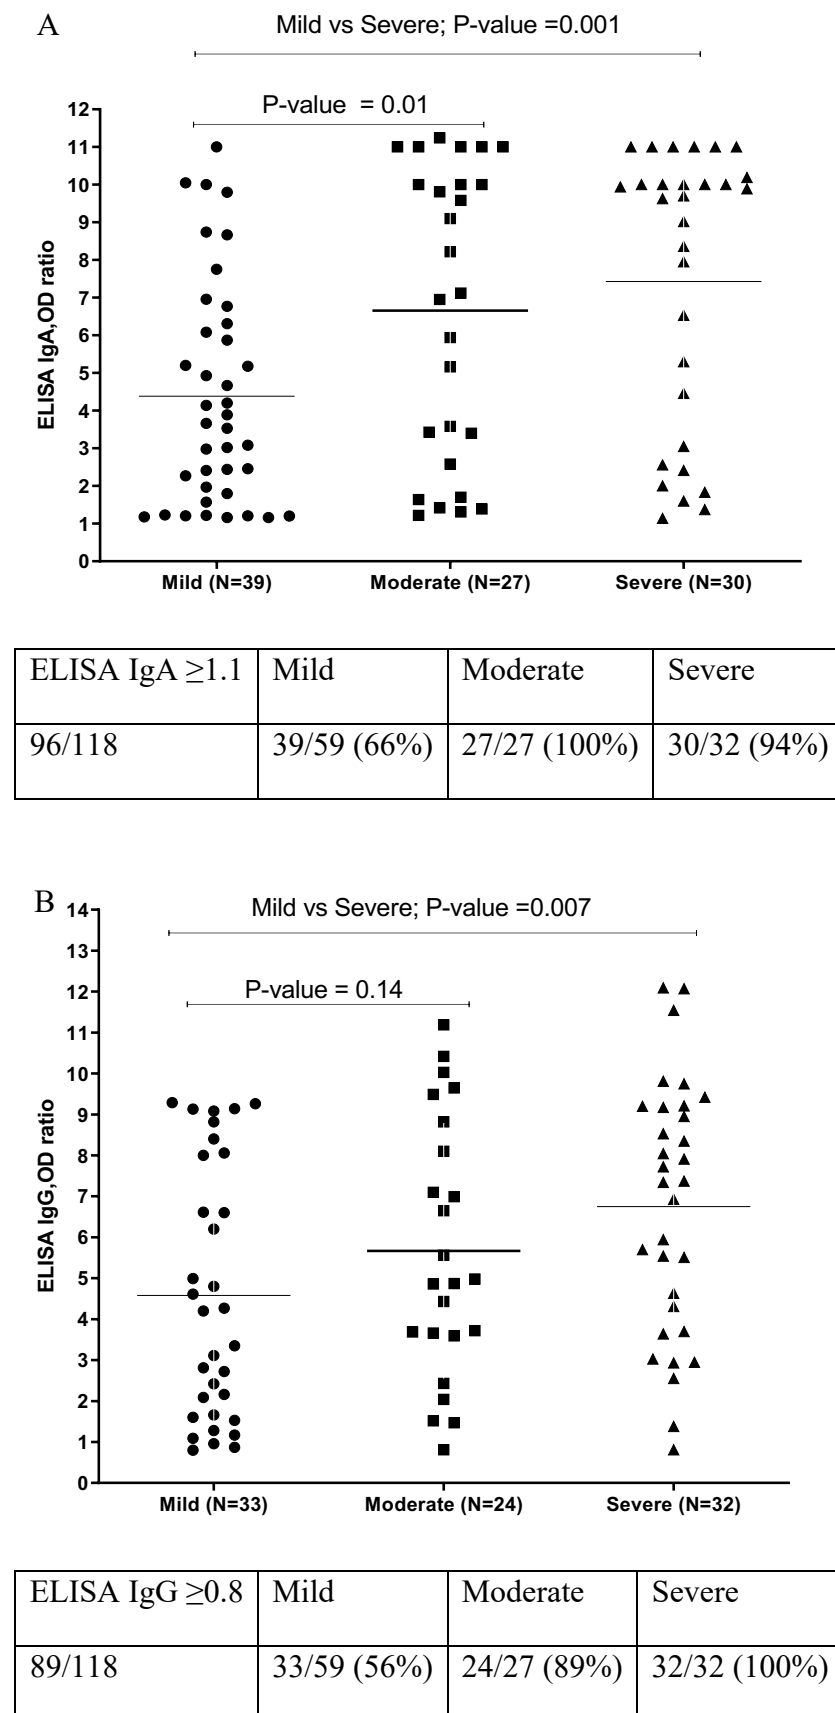 A
Mild vs Severe; P-value =0.001
P-value = 0.01
12
11
10
9
8
7
6
5
4
3
2
1
0
ELISA IgA,OD ratio
Mild (N=39) Moderate (N=27) Severe (N=30)
ELISA IgA ≥1.1 Mild Moderate Severe
96/118 39/59 (66%) 27/27 (100%) 30/32 (94%)
B
Mild vs Severe; P-value =0.007
P-value = 0.14
14
13
12
11
10
9
8
7
6
5
4
3
2
1
0
ELISA IgG,OD ratio
Mild (N=33) Moderate (N=24) Severe (N=32)
ELISA IgG ≥0.8 Mild Moderate Severe
89/118 33/59 (56%) 24/27 (89%) 32/32 (100%)